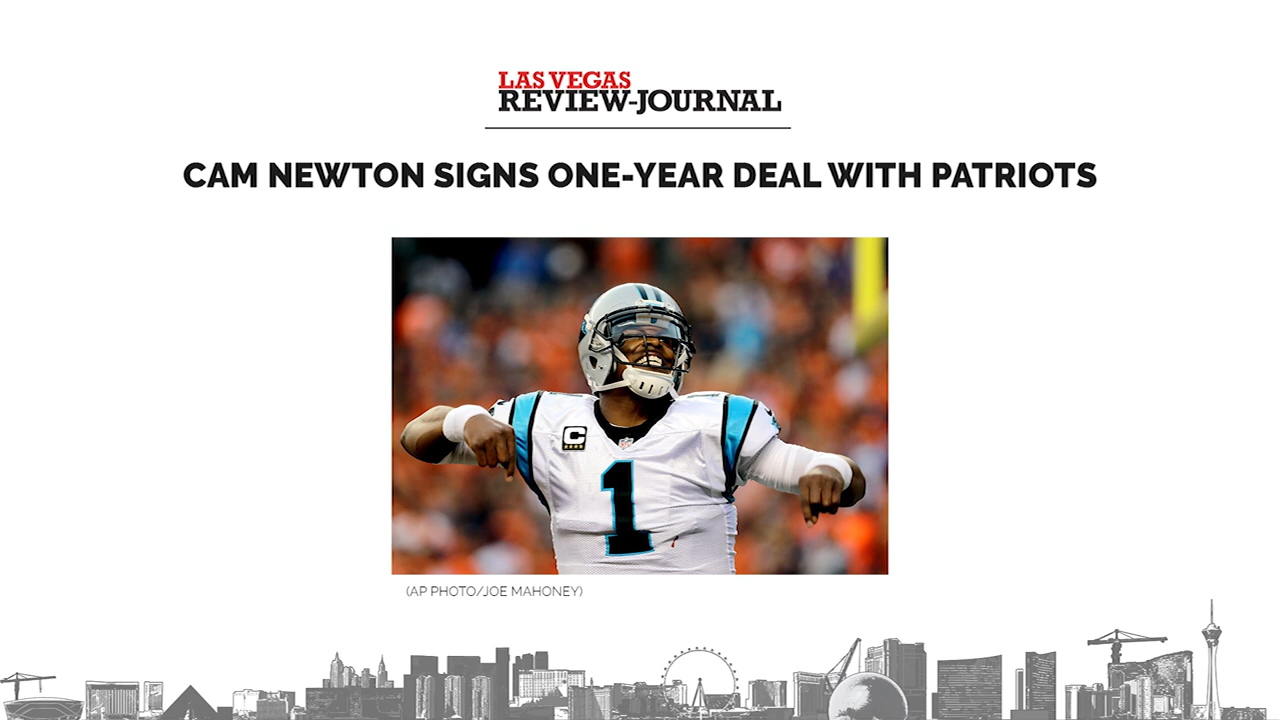 LAS VEGAS
REVIEW-JOURNAL
CAM NEWTON SIGNS ONE-YEAR DEAL WITH PATRIOTS
C
1
(AP PHOTO/JOE MAHONEY)